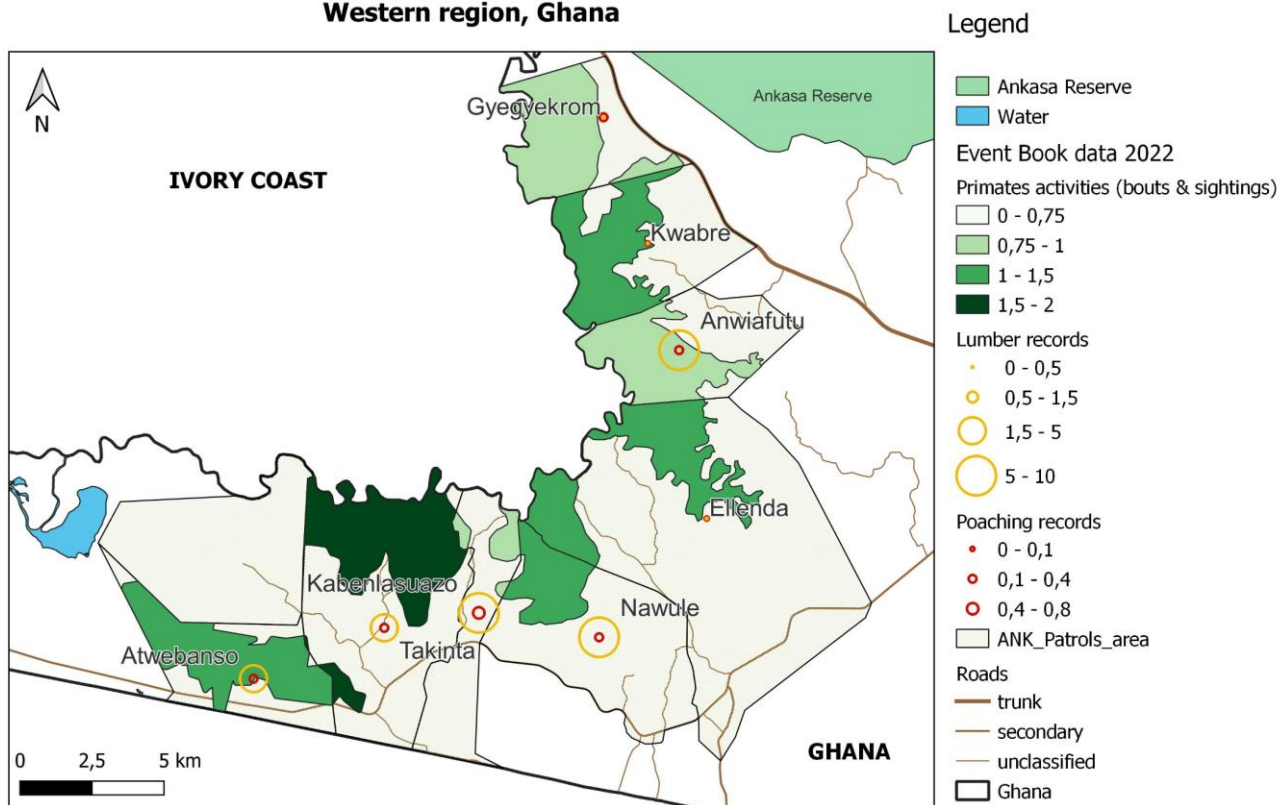 Western region, Ghana
N
IVORY COAST
Ankasa Reserve
Gyegyekrom
Kwabre
Anwiafutu
Ellenda
Kabenlasuazo
Nawule
Takinta
Atwebanso
0 2,5 5 km
GHANA
Legend
Ankasa Reserve
Water
Event Book data 2022
Primates activities (bouts & sightings)
0 - 0,75
0,75 - 1
1 - 1,5
1,5 - 2
Lumber records
0 - 0,5
0,5 - 1,5
1,5 - 5
5 - 10
Poaching records
0 - 0,1
0,1 - 0,4
0,4 - 0,8
ANK_Patrols_area
Roads
trunk
secondary
unclassified
Ghana